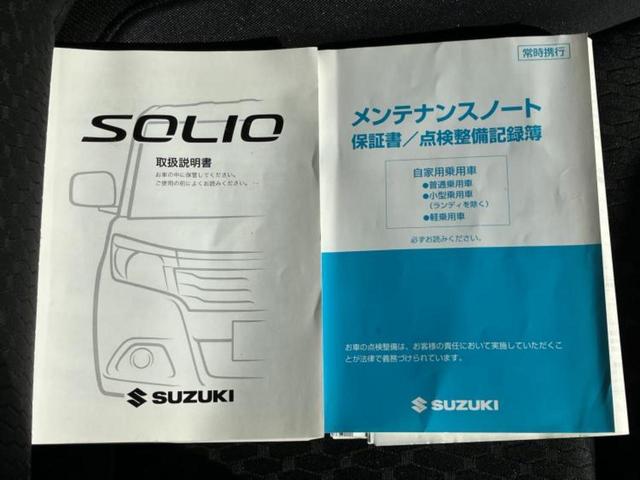 SOLIO
取扱説明書
お車の中に保管してください。
ご使用の前によくお読みください。
SUZUKI
常時携行
メンテナンスノート
保証書／点検整備記録簿
自家用乗用車
●普通乗用車
●小型乗用車
(ランディを除く)
●軽乗用車
必ずお読みください。
お車の点検整備は、お客様の責任において実施していただくこ
とが法律で義務づけられています。
SUZUKI